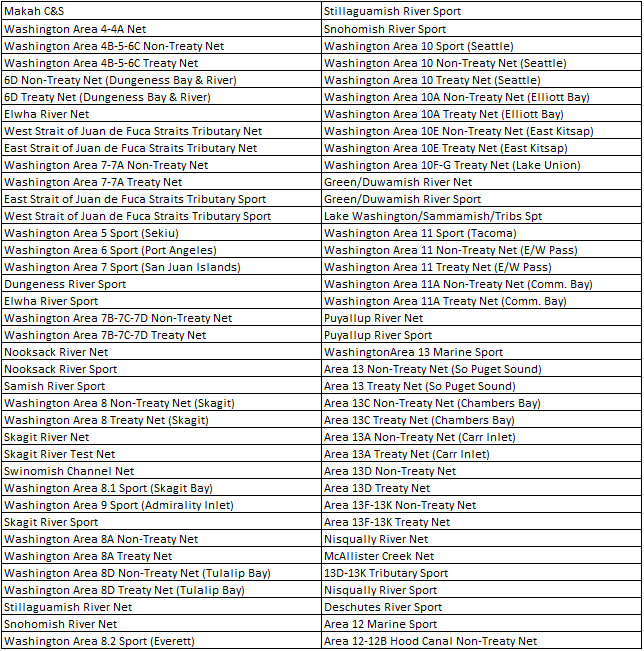 Makah C&S
Stillaguamish River Sport
Washington Area 4-4A Net
Snohomish River Sport
Washington Area 4B-5-6C Non-Treaty Net
Washington Area 10 Sport (Seattle)
Washington Area 4B-5-6C Treaty Net
Washington Area 10 Non-Treaty Net (Seattle)
6D Non-Treaty Net (Dungeness Bay & River)
Washington Area 10 Treaty Net (Seattle)
6D Treaty Net (Dungeness Bay & River)
Washington Area 10A Non-Treaty Net (Elliott Bay)
Elwha River Net
Washington Area 10A Treaty Net (Elliott Bay)
West Strait of Juan de Fuca Straits Tributary Net
Washington Area 10E Non-Treaty Net (East Kitsap)
East Strait of Juan de Fuca Straits Tributary Net
Washington Area 10E Treaty Net (East Kitsap)
Washington Area 7-7A Non-Treaty Net
Washington Area 10F-G Treaty Net (Lake Union)
Washington Area 7-7A Treaty Net
Green/Duwamish River Net
East Strait of Juan de Fuca Straits Tributary Sport
Green/Duwamish River Sport
West Strait of Juan de Fuca Straits Tributary Sport
Lake Washington/Sammamish/Tribs Spt
Washington Area 5 Sport (Sekiu)
Washington Area 11 Sport (Tacoma)
Washington Area 6 Sport (Port Angeles)
Washington Area 11 Non-Treaty Net (E/W Pass)
Washington Area 7 Sport (San Juan Islands)
Washington Area 11 Treaty Net (E/W Pass)
Dungeness River Sport
Washington Area 11A Non-Treaty Net (Comm. Bay)
Elwha River Sport
Washington Area 11A Treaty Net (Comm. Bay)
Washington Area 7B-7C-7D Non-Treaty Net
Puyallup River Net
Washington Area 7B-7C-7D Treaty Net
Puyallup River Sport
Nooksack River Net
WashingtonArea 13 Marine Sport
Nooksack River Sport
Area 13 Non-Treaty Net (So Puget Sound)
Samish River Sport
Area 13 Treaty Net (So Puget Sound)
Washington Area 8 Non-Treaty Net (Skagit)
Area 13C Non-Treaty Net (Chambers Bay)
Washington Area 8 Treaty Net (Skagit)
Area 13C Treaty Net (Chambers Bay)
Skagit River Net
Area 13A Non-Treaty Net (Carr Inlet)
Skagit River Test Net
Area 13A Treaty Net (Carr Inlet)
Swinomish Channel Net
Area 13D Non-Treaty Net
Washington Area 8.1 Sport (Skagit Bay)
Area 13D Treaty Net
Washington Area 9 Sport (Admirality Inlet)
Area 13F-13K Non-Treaty Net
Skagit River Sport
Area 13F-13K Treaty Net
Washington Area 8A Non-Treaty Net
Nisqually River Net
Washington Area 8A Treaty Net
McAllister Creek Net
Washington Area 8D Non-Treaty Net (Tulalip Bay)
13D-13K Tributary Sport
Washington Area 8D Treaty Net (Tulalip Bay)
Nisqually River Sport
Stillaguamish River Net
Deschutes River Sport
Snohomish River Net
Area 12 Marine Sport
Washington Area 8.2 Sport (Everett)
Area 12-12B Hood Canal Non-Treaty Net